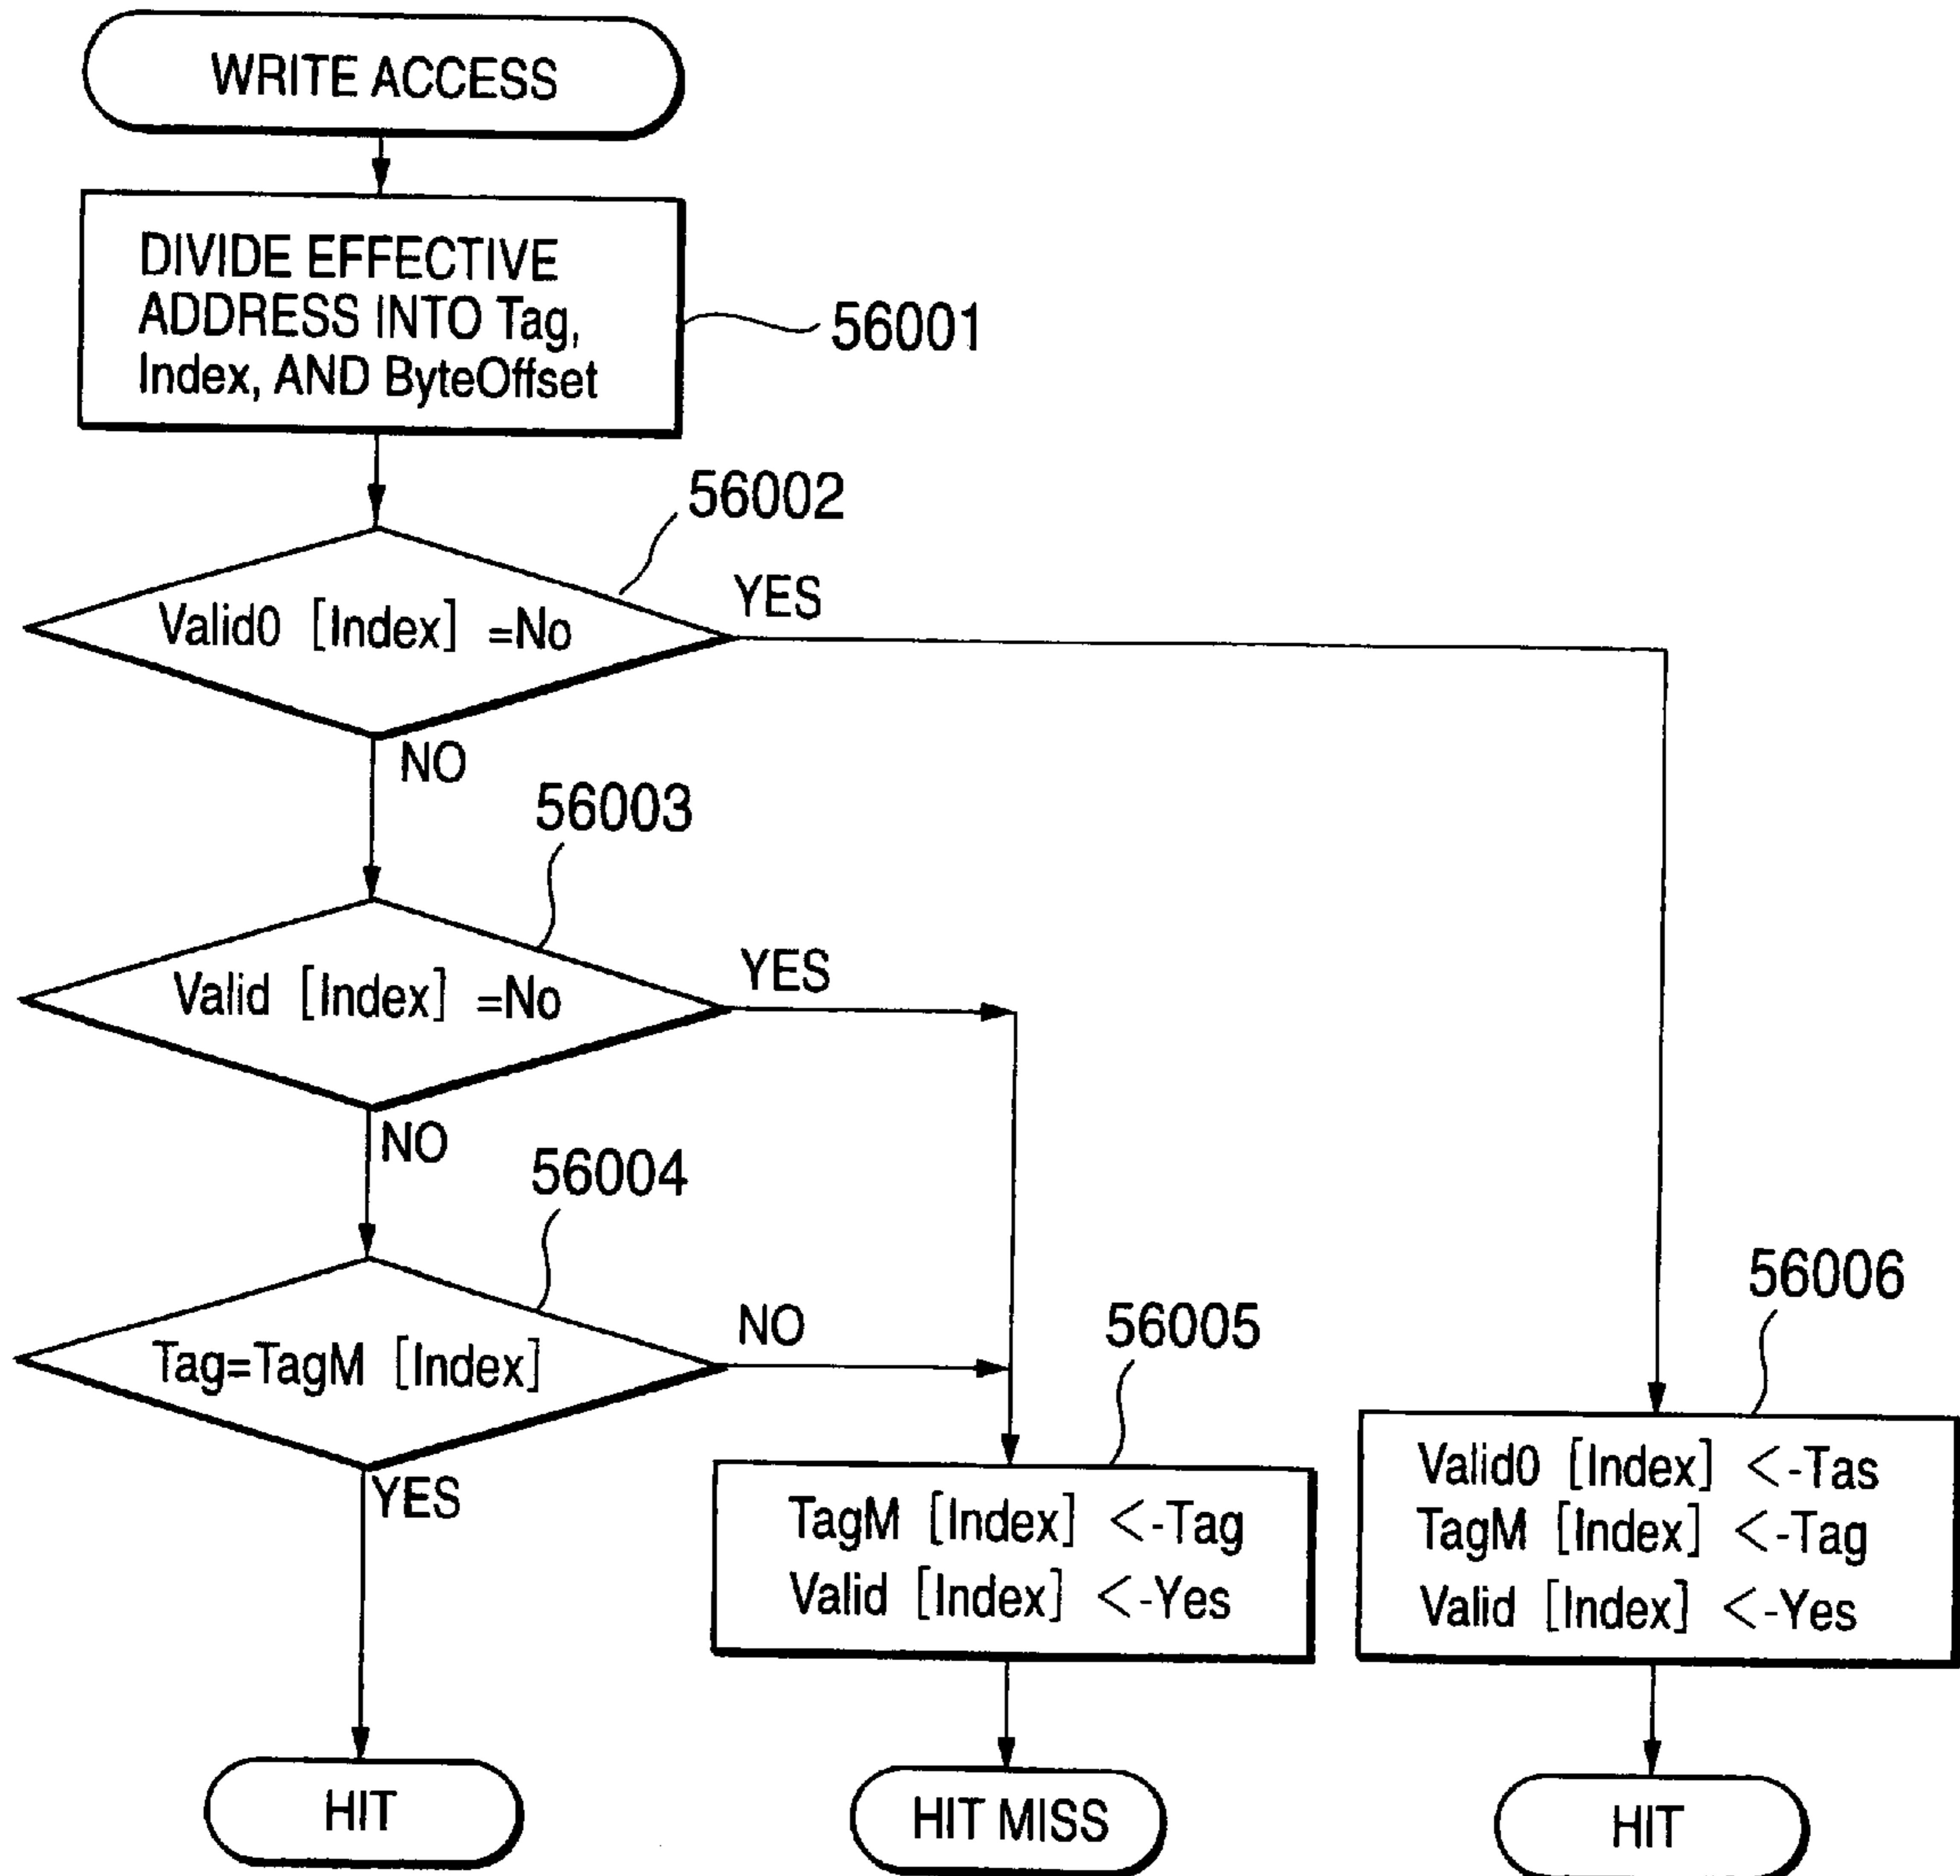 WRITE ACCESS
DIVIDE EFFECTIVE
ADDRESS INTO Tag,
Index, AND ByteOffset
56001
56002
Valid0 [Index] =No
YES
NO
56003
Valid [Index] =No
YES
NO
56004
Tag=TagM [Index]
NO
YES
56005
TagM [Index] <-Tag
Valid [Index] <-Yes
56006
Valid0 [Index] <-Tas
TagM [Index] <-Tag
Valid [Index] <-Yes
HIT
HIT MISS
HIT